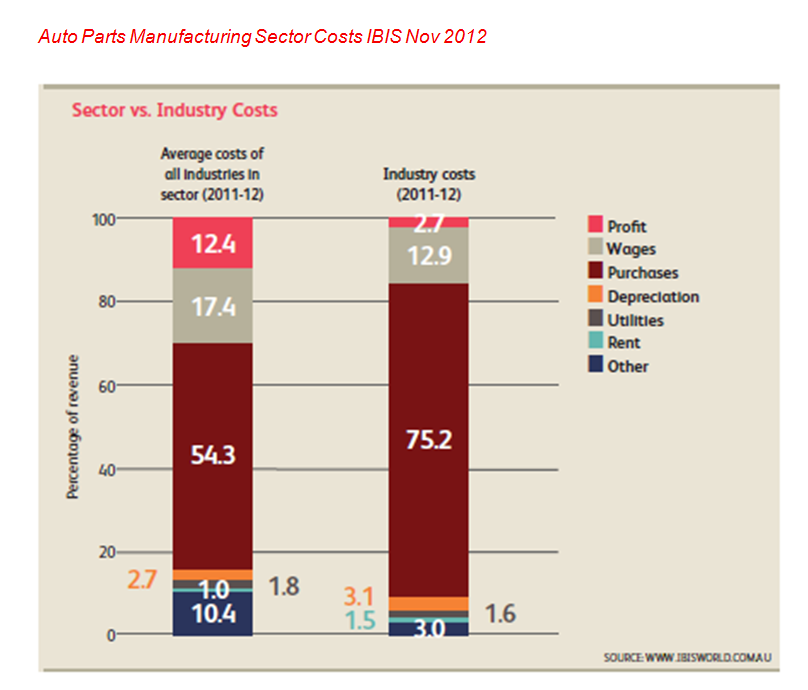 Auto Parts Manufacturing Sector Costs IBIS Nov 2012
Sector vs. Industry Costs
Average costs of
all industries in
sector (2011-12)
Industry costs
(2011-12)
Percentage of revenue
100
80
60
40
20
0
12.4
17.4
54.3
2.7
1.0
1.8
10.4
2.7
12.9
75.2
3.1
1.5
1.6
3.0
Profit
Wages
Purchases
Depreciation
Utilities
Rent
Other
SOURCE: WWW.IBISWORLD.COM.AU